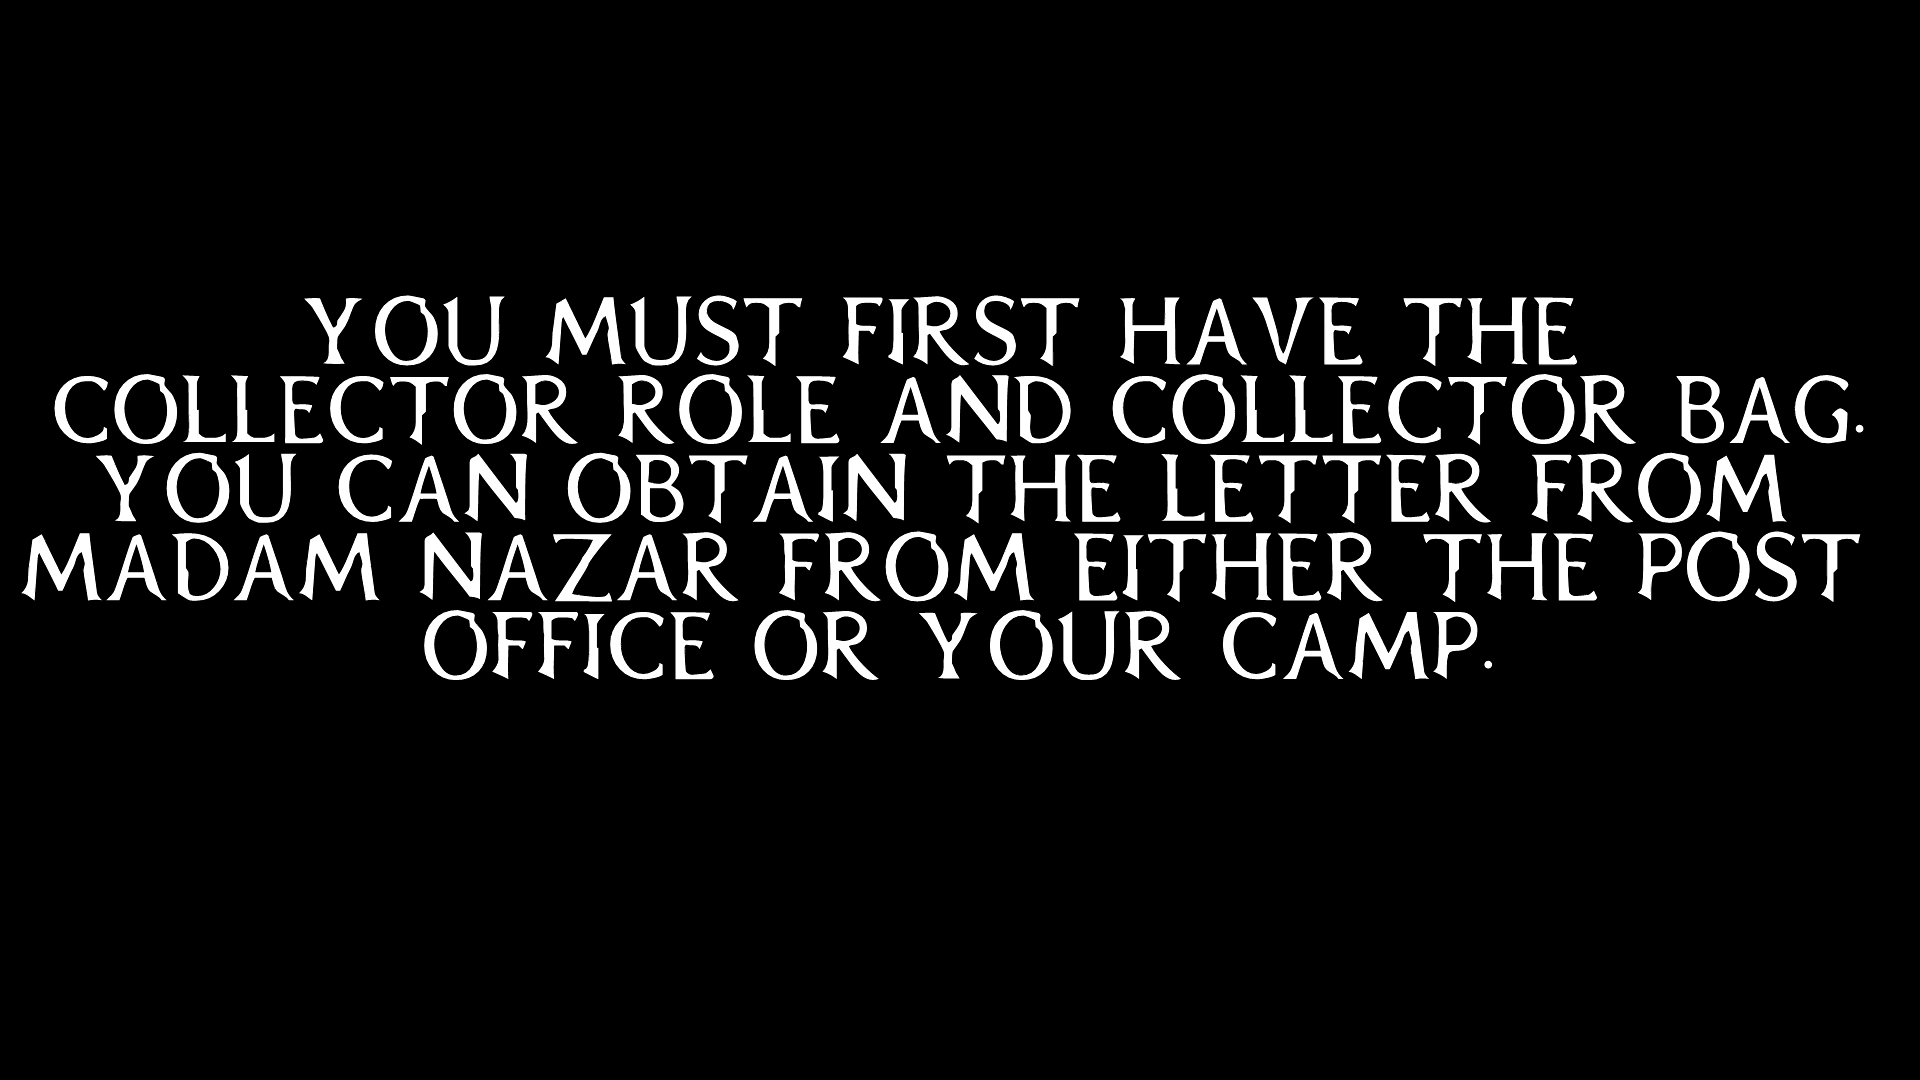 YOU MUST FIRST HAVE THE
COLLECTOR ROLE AND COLLECTOR BAG.
YOU CAN OBTAIN THE LETTER FROM
MADAM NAZAR FROM EITHER THE POST
OFFICE OR YOUR CAMP.